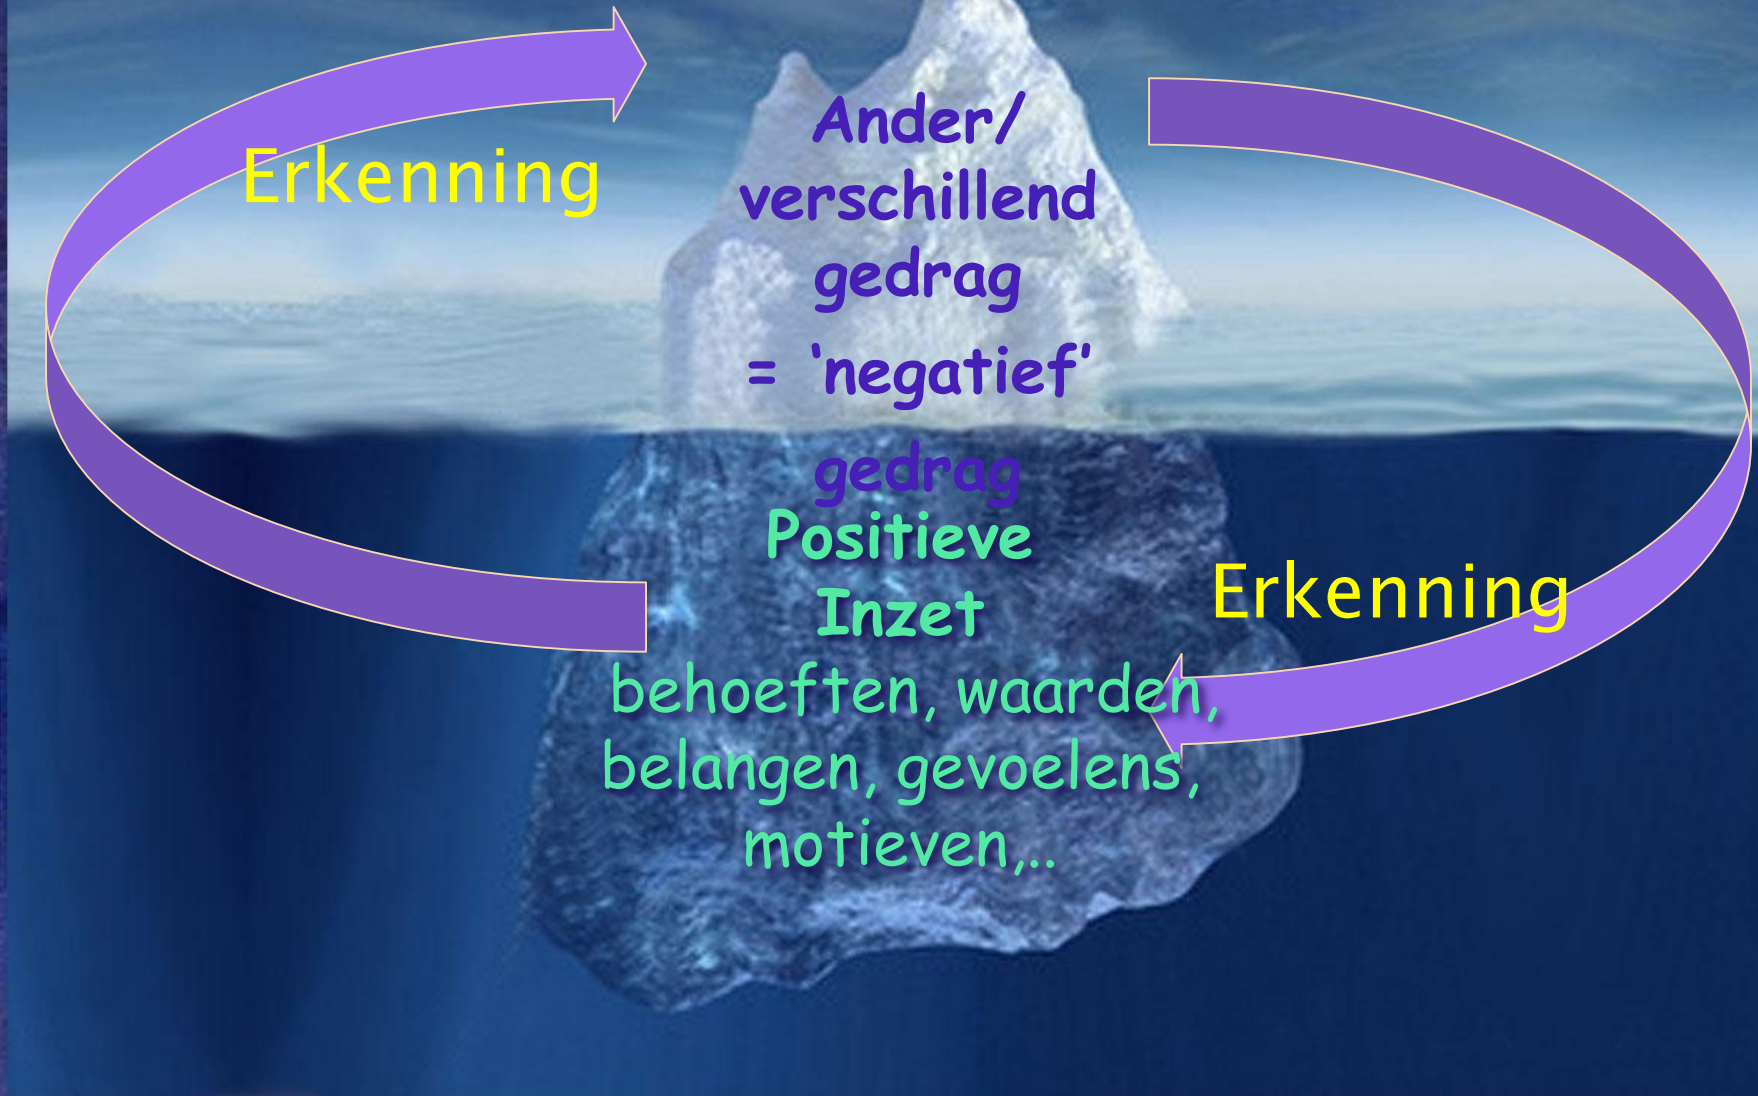 Erkenning
Ander/
verschillend
gedrag
= ‘negatief’
gedrag
Positieve
Inzet
behoeften, waarden,
belangen, gevoelens,
motieven,..
Erkenning